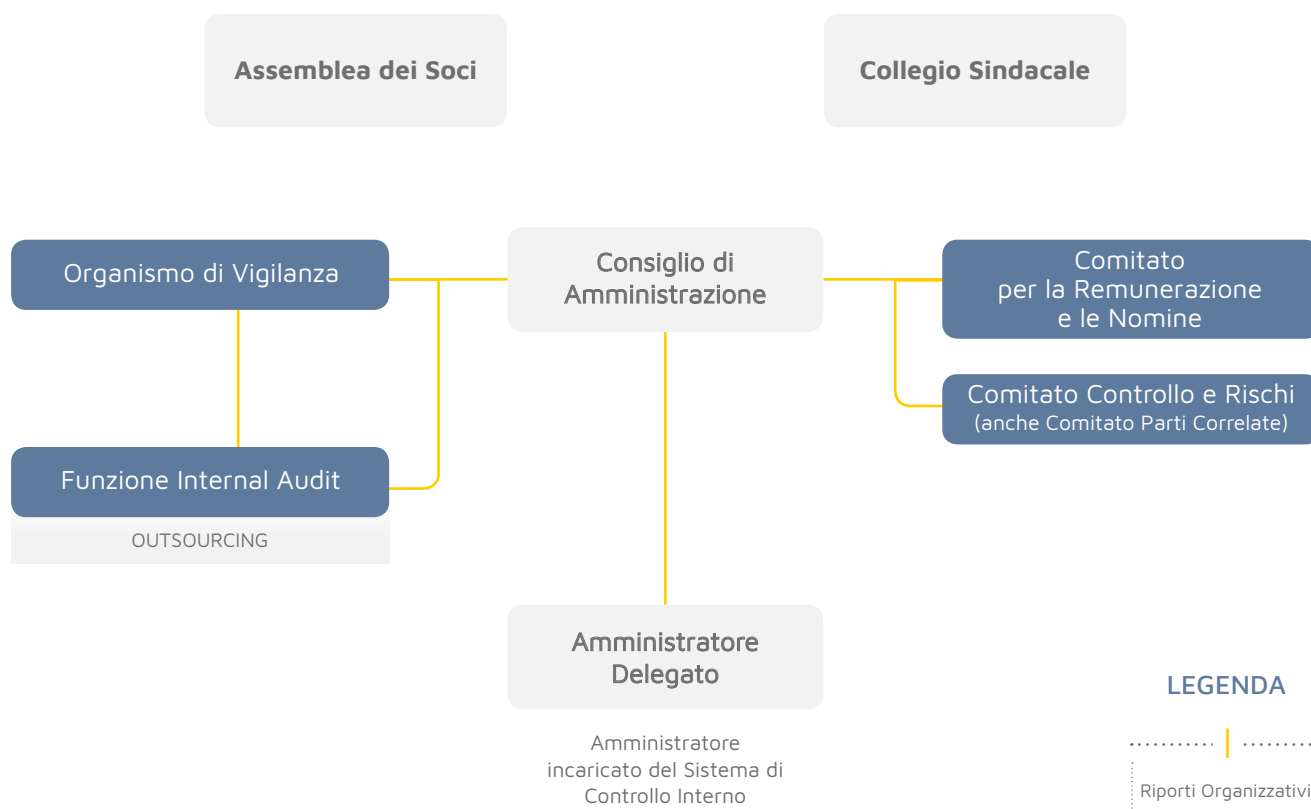 Assemblea dei Soci
Collegio Sindacale
Organismo di Vigilanza
Consiglio di
Amministrazione
Comitato
per la Remunerazione
e le Nomine
Comitato Controllo e Rischi
(anche Comitato Parti Correlate)
Funzione Internal Audit
OUTSOURCING
Amministratore
Delegato
Amministratore
incaricato del Sistema di
Controllo Interno
LEGENDA
Riporti Organizzativi